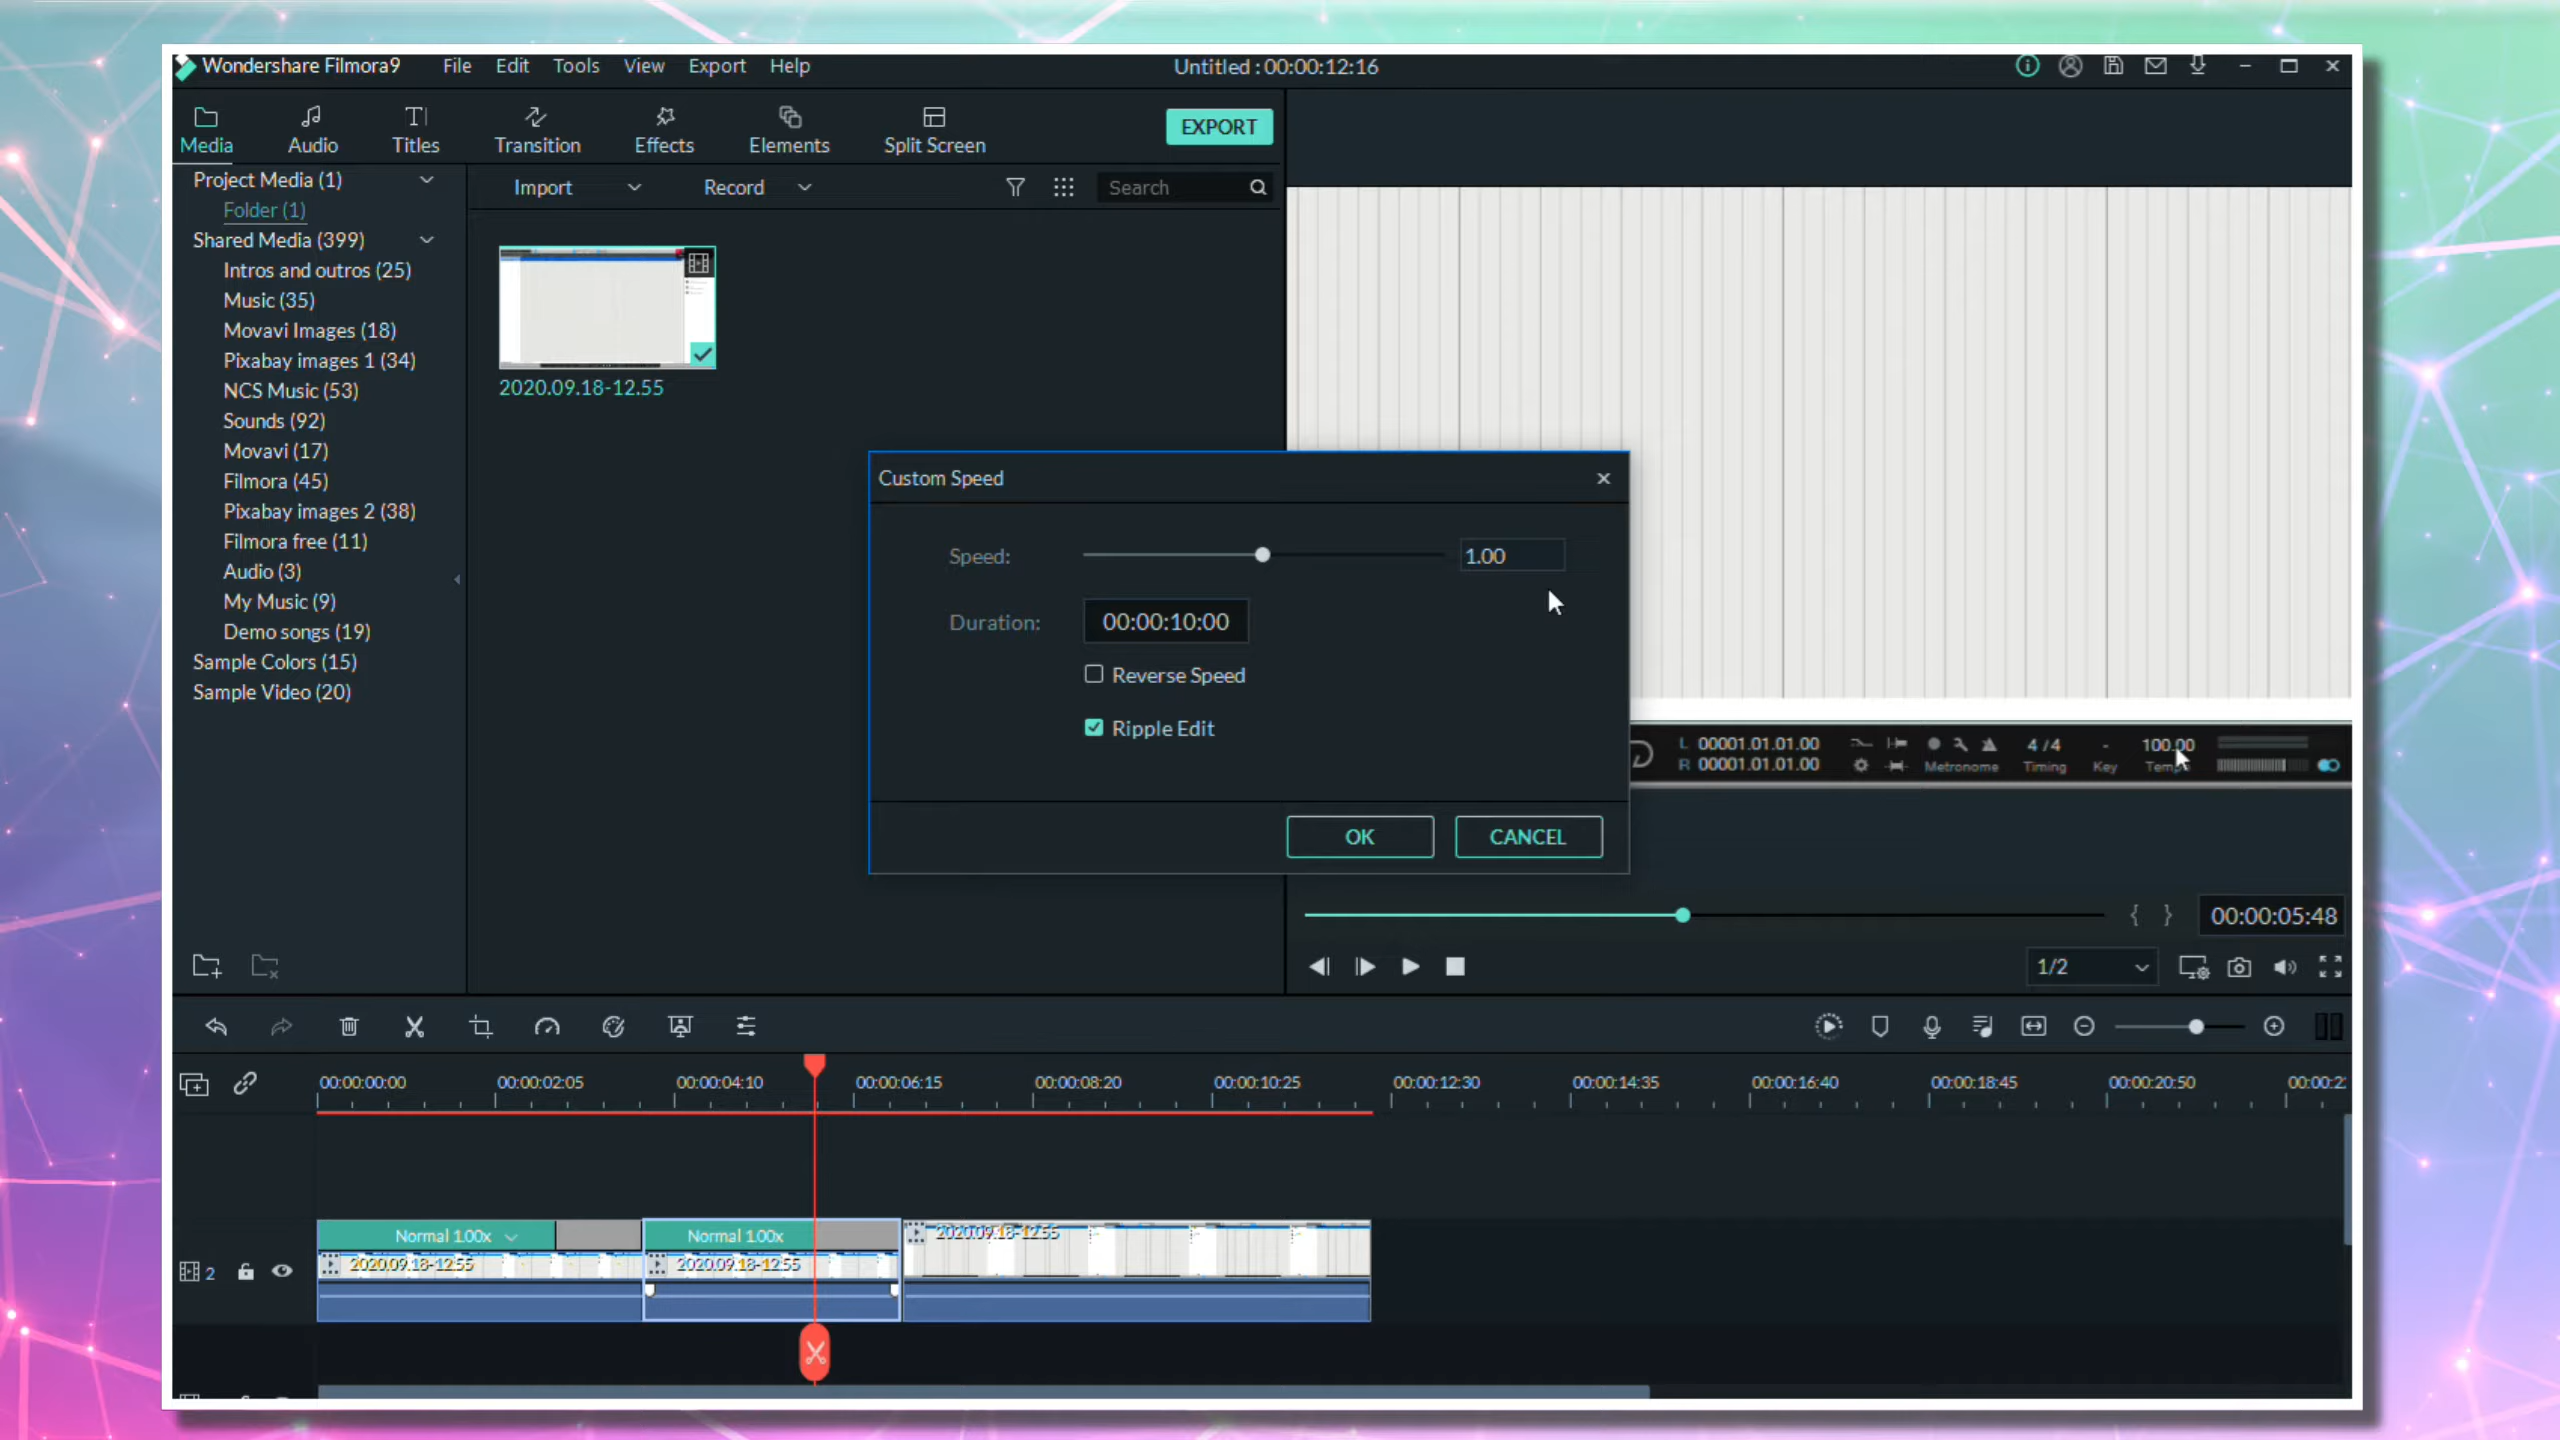 Wondershare Filmora9 File Edit Tools View Export Help Untitled : 00:00:12:16
Media Audio Titles Transition Effects Elements Split Screen EXPORT
Project Media (1)
Folder (1)
Shared Media (399)
Intros and outros (25)
Music (35)
Movavi Images (18)
Pixabay images 1 (34)
NCS Music (53)
Sounds (92)
Movavi (17)
Filmora (45)
Pixabay images 2 (38)
Filmora free (11)
Audio (3)
My Music (9)
Demo songs (19)
Sample Colors (15)
Sample Video (20)
Import Record Search
2020.09.18-12.55
Custom Speed
Speed: 1.00
Duration: 00:00:10:00
Reverse Speed
Ripple Edit
OK CANCEL
L 00001.01.01.00 4 / 4 - 100.00
R 00001.01.01.00 Metronome Timing Key
00:00:05:48
1/2
00:00:00:00 00:00:02:05 00:00:04:10 00:00:06:15 00:00:08:20 00:00:10:25 00:00:12:30 00:00:14:35 00:00:16:40 00:00:18:45 00:00:20:50
Normal 1.00x Normal 1.00x 2020.09.18-12.55
2020.09.18-12.55 2020.09.18-12.55
2